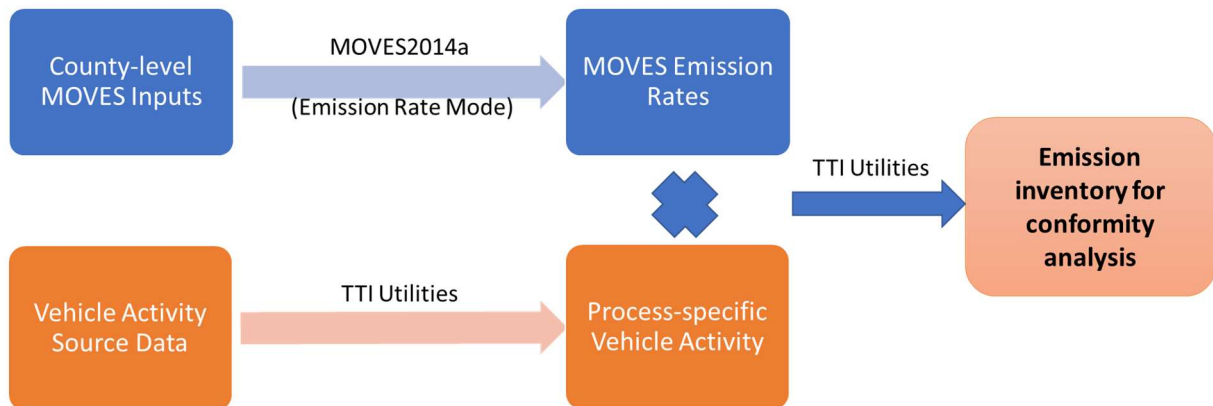 County-level
MOVES Inputs
MOVES2014a
(Emission Rate Mode)
MOVES Emission
Rates
TTI Utilities
Emission
inventory for
conformity
analysis
Vehicle Activity
Source Data
TTI Utilities
Process-specific
Vehicle Activity